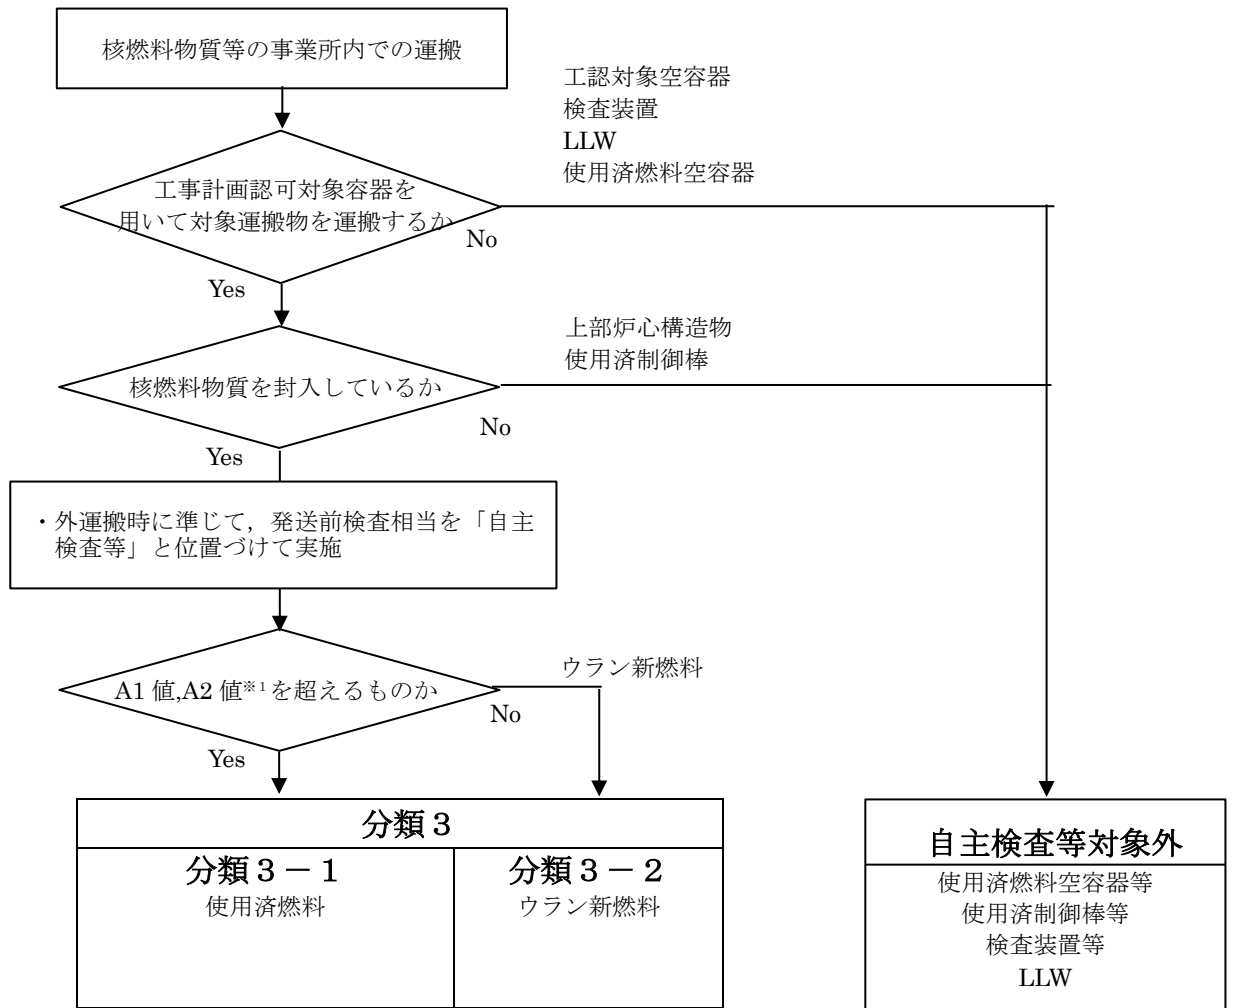 核燃料物質等の事業所内での運搬
工認対象空容器
検査装置
LLW
使用済燃料空容器
工事計画認可対象容器を
用いて対象運搬物を運搬するか
No
Yes
上部炉心構造物
使用済制御棒
核燃料物質を封入しているか
No
Yes
・外運搬時に準じて，発送前検査相当を「自主
検査等」と位置づけて実施
ウラン新燃料
A1 値,A2 値※1を超えるものか
No
Yes
分類３
分類３－１
使用済燃料
分類３－２
ウラン新燃料
自主検査等対象外
使用済燃料空容器等
使用済制御棒等
検査装置等
LLW